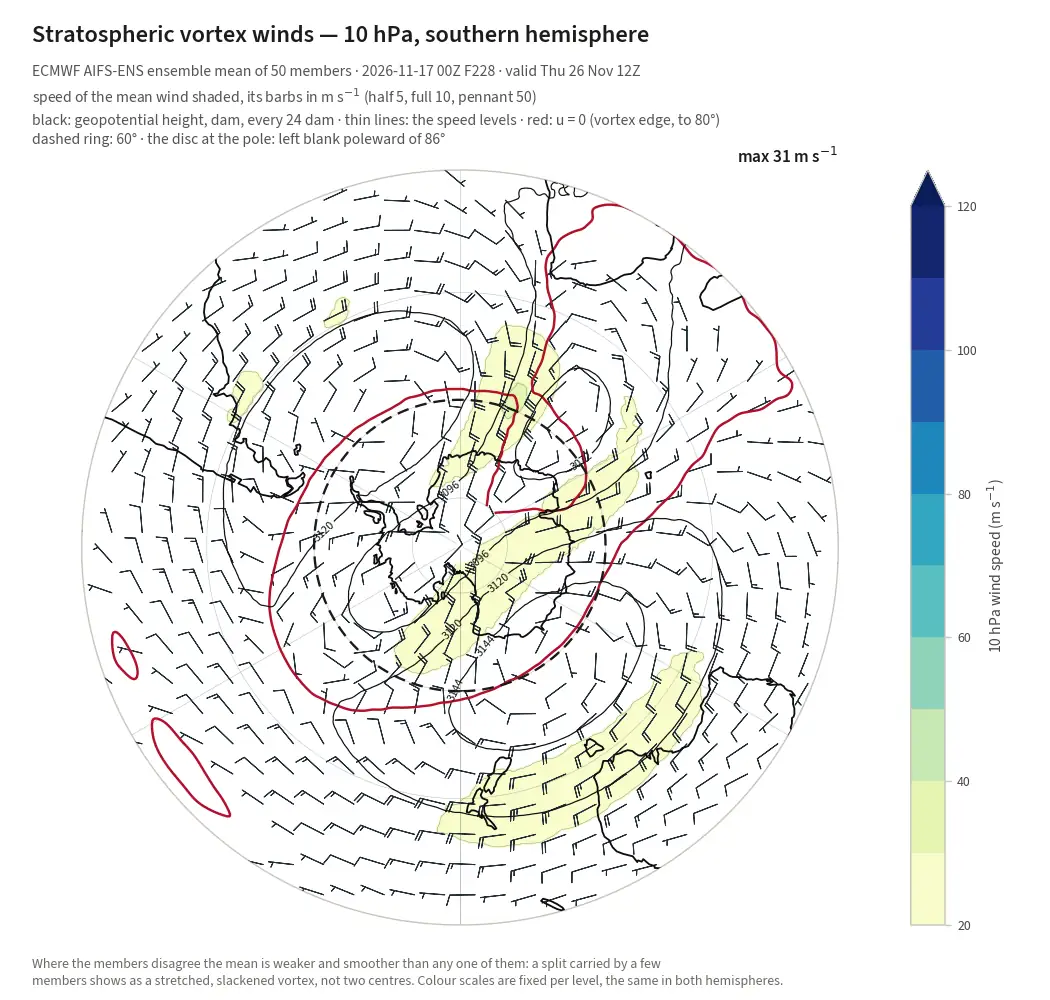 Stratospheric vortex winds — 10 hPa, southern hemisphere
ECMWF AIFS-ENS ensemble mean of 50 members · 2026-11-17 00Z F228 · valid Thu 26 Nov 12Z
speed of the mean wind shaded, its barbs in m s⁻¹ (half 5, full 10, pennant 50)
black: geopotential height, dam, every 24 dam · thin lines: the speed levels · red: u = 0 (vortex edge, to 80°)
dashed ring: 60° · the disc at the pole: left blank poleward of 86°
max 31 m s⁻¹
120
100
80
60
40
20
10 hPa wind speed (m s⁻¹)
3120
3096
3120
3120
3144
3144
Where the members disagree the mean is weaker and smoother than any one of them: a split carried by a few
members shows as a stretched, slackened vortex, not two centres. Colour scales are fixed per level, the same in both hemispheres.